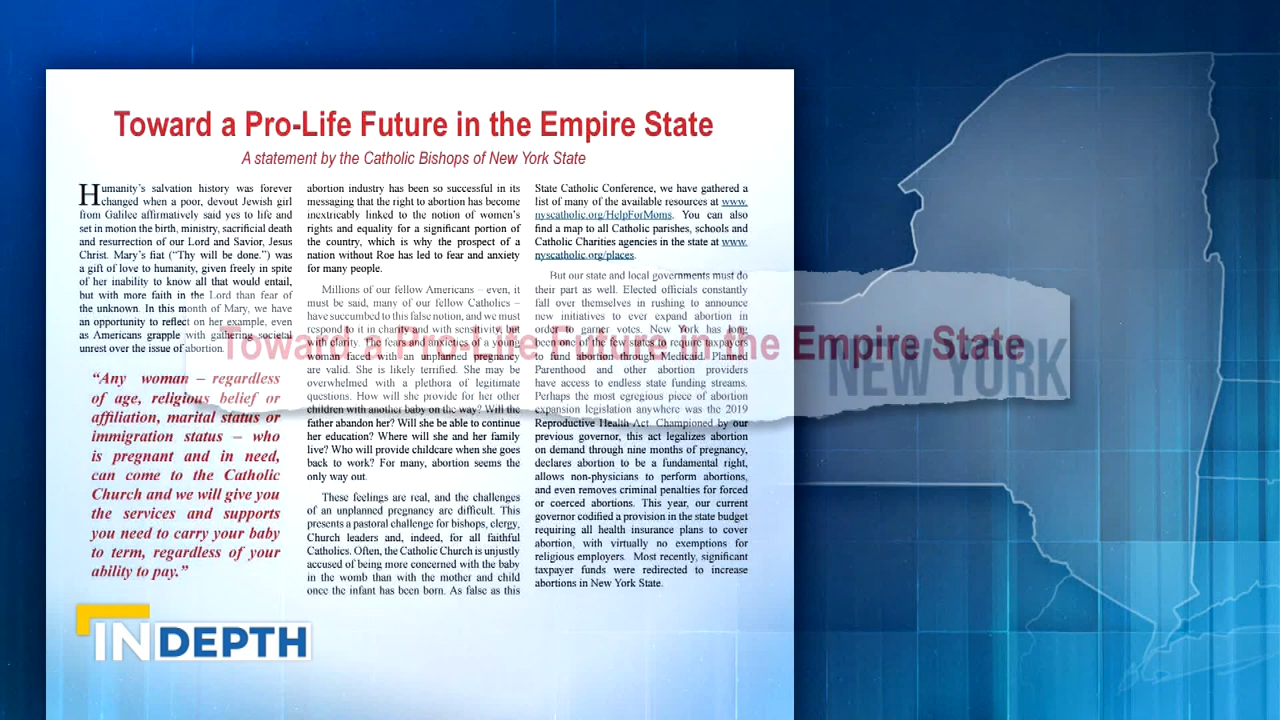 Toward a Pro-Life Future in the Empire State
A statement by the Catholic Bishops of New York State
Humanity's salvation history was forever
changed when a poor, devout Jewish girl
from Galilee affirmatively said yes to life and
set in motion the birth, ministry, sacrificial death
and resurrection of our Lord and Savior, Jesus
Christ. Mary's fiat ("Thy will be done.") was
a gift of love to humanity, given freely in spite
of her inability to know all that would entail,
but with more faith in the Lord than fear of
the unknown. In this month of Mary, we have
an opportunity to reflect on her example, even
as Americans grapple with gathering societal
unrest over the issue of abortion.
“Any woman – regardless
of age, religious belief or
affiliation, marital status or
immigration status – who
is pregnant and in need,
can come to the Catholic
Church and we will give you
the services and supports
you need to carry your baby
to term, regardless of your
ability to pay.”
abortion industry has been so successful in its
messaging that the right to abortion has become
inextricably linked to the notion of women's
rights and equality for a significant portion of
the country, which is why the prospect of a
nation without Roe has led to fear and anxiety
for many people.
Millions of our fellow Americans – even, it
must be said, many of our fellow Catholics –
have succumbed to this false notion, and we must
respond to it in charity and with sensitivity, but
with clarity. The fears and anxieties of a young
woman faced with an unplanned pregnancy
are valid. She is likely terrified. She may be
overwhelmed with a plethora of legitimate
questions. How will she provide for her other
children with another baby on the way? Will the
father abandon her? Will she be able to continue
her education? Where will she and her family
live? Who will provide childcare when she goes
back to work? For many, abortion seems the
only way out.
These feelings are real, and the challenges
of an unplanned pregnancy are difficult. This
presents a pastoral challenge for bishops, clergy,
Church leaders and, indeed, for all faithful
Catholics. Often, the Catholic Church is unjustly
accused of being more concerned with the baby
in the womb than with the mother and child
once the infant has been born. As false as this
State Catholic Conference, we have gathered a
list of many of the available resources at www.
nyscatholic.org/HelpForMoms. You can also
find a map to all Catholic parishes, schools and
Catholic Charities agencies in the state at www.
nyscatholic.org/places.
But our state and local governments must do
their part as well. Elected officials constantly
fall over themselves in rushing to announce
new initiatives to ever expand abortion in
order to garner votes. New York has long
been one of the few states to require taxpayers
to fund abortion through Medicaid. Planned
Parenthood and other abortion providers
have access to endless state funding streams.
Perhaps the most egregious piece of abortion
expansion legislation anywhere was the 2019
Reproductive Health Act. Championed by our
previous governor, this act legalizes abortion
on demand through nine months of pregnancy,
declares abortion to be a fundamental right,
allows non-physicians to perform abortions,
and even removes criminal penalties for forced
or coerced abortions. This year, our current
governor codified a provision in the state budget
requiring all health insurance plans to cover
abortion, with virtually no exemptions for
religious employers. Most recently, significant
taxpayer funds were redirected to increase
abortions in New York State.
Toward a Pro-Life Future in the Empire State
NEW YORK
IN DEPTH